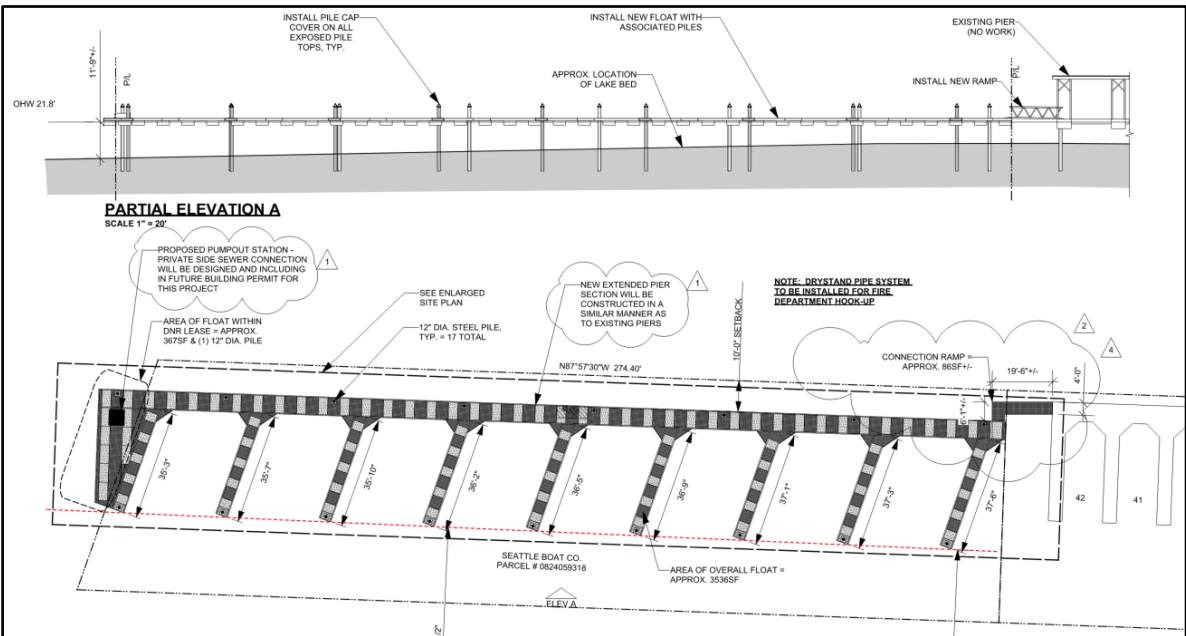 INSTALL PILE CAP
COVER ON ALL
EXPOSED PILE
TOPS, TYP.
INSTALL NEW FLOAT WITH
ASSOCIATED PILES
EXISTING PIER
(NO WORK)
11'-9"+/-
P/L
APPROX. LOCATION
OF LAKE BED
INSTALL NEW RAMP
P/L
OHW 21.8'
PARTIAL ELEVATION A
SCALE 1" = 20'
PROPOSED PUMPOUT STATION -
PRIVATE SIDE SEWER CONNECTION
WILL BE DESIGNED AND INCLUDING
IN FUTURE BUILDING PERMIT FOR
THIS PROJECT
1
AREA OF FLOAT WITHIN
DNR LEASE = APPROX.
367SF & (1) 12" DIA. PILE
SEE ENLARGED
SITE PLAN
12" DIA. STEEL PILE,
TYP. = 17 TOTAL
NEW EXTENDED PIER
SECTION WILL BE
CONSTRUCTED IN A
SIMILAR MANNER AS
TO EXISTING PIERS
1
10'-0" SETBACK
NOTE: DRYSTAND PIPE SYSTEM
TO BE INSTALLED FOR FIRE
DEPARTMENT HOOK-UP
2
4
CONNECTION RAMP =
APPROX. 86SF+/-
19'-6"+/-
4'-0"
6'-1"+/-
N87°57'30"W 274.40'
35'-3"
35'-7"
35'-10"
36'-2"
36'-5"
36'-9"
37'-1"
37'-3"
37'-6"
42
41
SEATTLE BOAT CO.
PARCEL # 0824059318
AREA OF OVERALL FLOAT =
APPROX. 3536SF
ELEV A